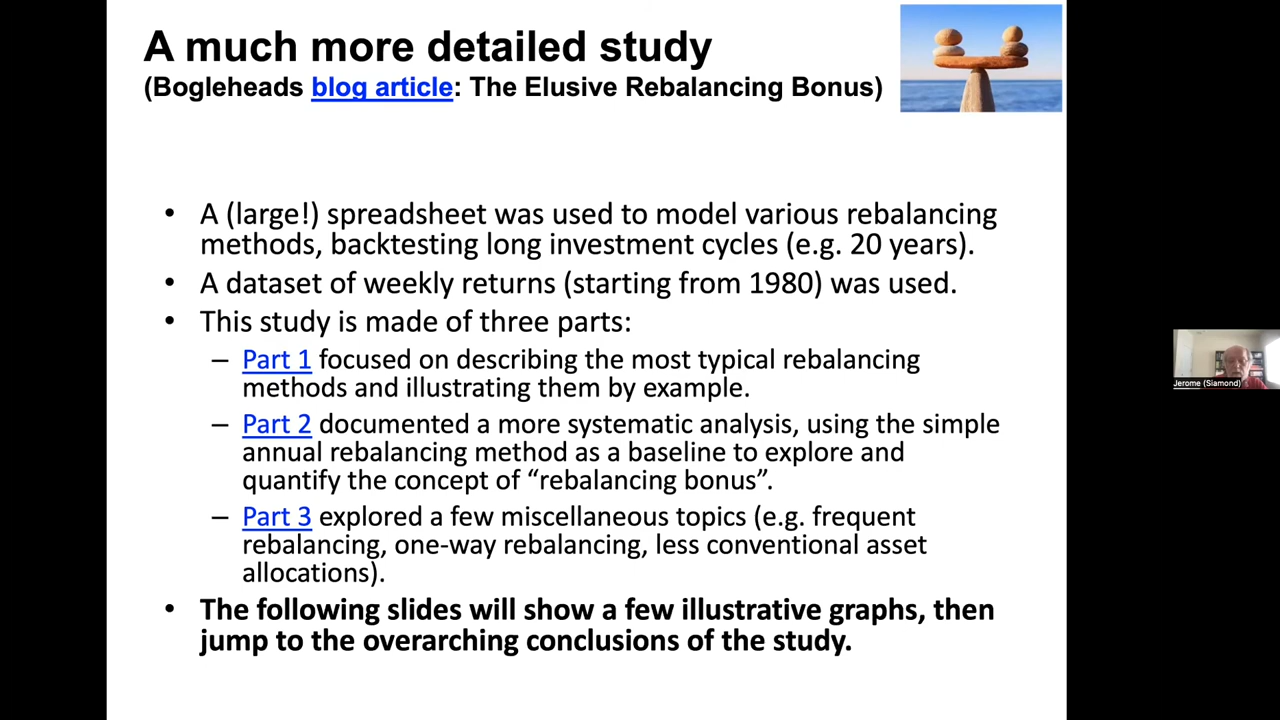 A much more detailed study
(Bogleheads blog article: The Elusive Rebalancing Bonus)
• A (large!) spreadsheet was used to model various rebalancing
methods, backtesting long investment cycles (e.g. 20 years).
• A dataset of weekly returns (starting from 1980) was used.
• This study is made of three parts:
– Part 1 focused on describing the most typical rebalancing
methods and illustrating them by example.
– Part 2 documented a more systematic analysis, using the simple
annual rebalancing method as a baseline to explore and
quantify the concept of “rebalancing bonus”.
– Part 3 explored a few miscellaneous topics (e.g. frequent
rebalancing, one-way rebalancing, less conventional asset
allocations).
• The following slides will show a few illustrative graphs, then
jump to the overarching conclusions of the study.
Jerome (Siamond)